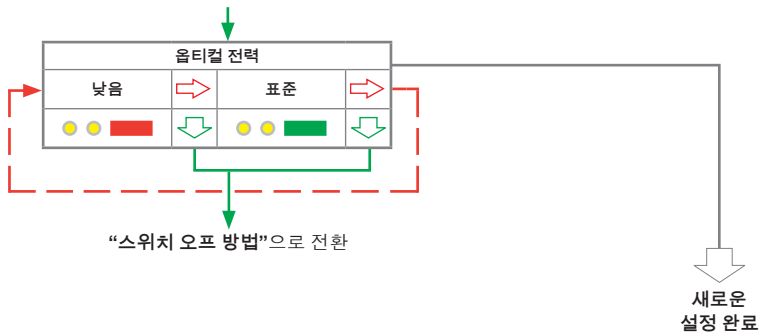 옵티컬 전력
낮음
표준
“스위치 오프 방법”으로 전환
새로운
설정 완료